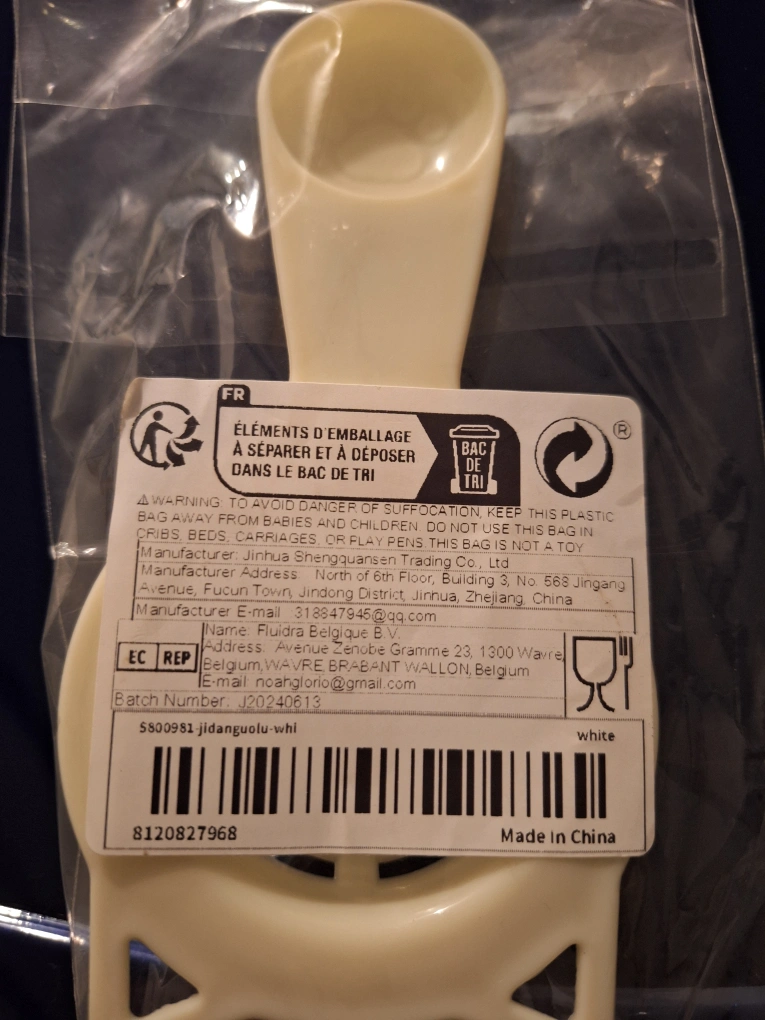 FR
ÉLÉMENTS D'EMBALLAGE
À SÉPARER ET À DÉPOSER
DANS LE BAC DE TRI
BAC
DE
TRI
®
⚠WARNING: TO AVOID DANGER OF SUFFOCATION, KEEP THIS PLASTIC
BAG AWAY FROM BABIES AND CHILDREN. DO NOT USE THIS BAG IN
CRIBS, BEDS, CARRIAGES, OR PLAY PENS. THIS BAG IS NOT A TOY
Manufacturer: Jinhua Shengquansen Trading Co., Ltd
Manufacturer Address: North of 6th Floor, Building 3, No. 568 Jingang
Avenue, Fucun Town, Jindong District, Jinhua, Zhejiang, China
Manufacturer E-mail: 318847945@qq.com
EC REP
Name: Fluidra Belgique B.V.
Address: Avenue Zénobe Gramme 23, 1300 Wavre,
Belgium,WAVRE BRABANT WALLON, Belgium
E-mail: noahglorio@gmail.com
Batch Number: J20240613
S800981-jidanguolu-whi
white
8120827968
Made In China